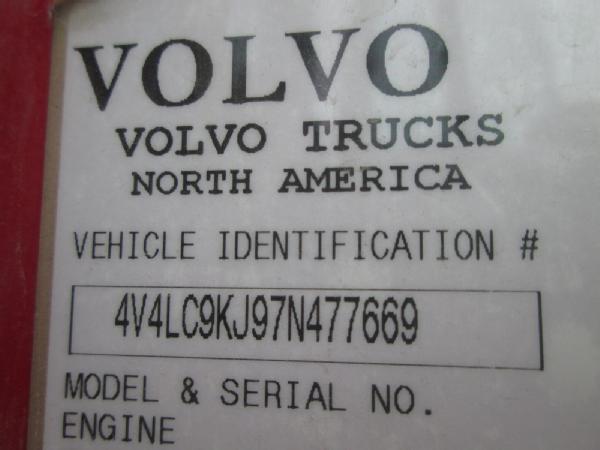 VOLVO
VOLVO TRUCKS
NORTH AMERICA
VEHICLE IDENTIFICATION #
4V4LC9KJ97N477669
MODEL & SERIAL NO.
ENGINE